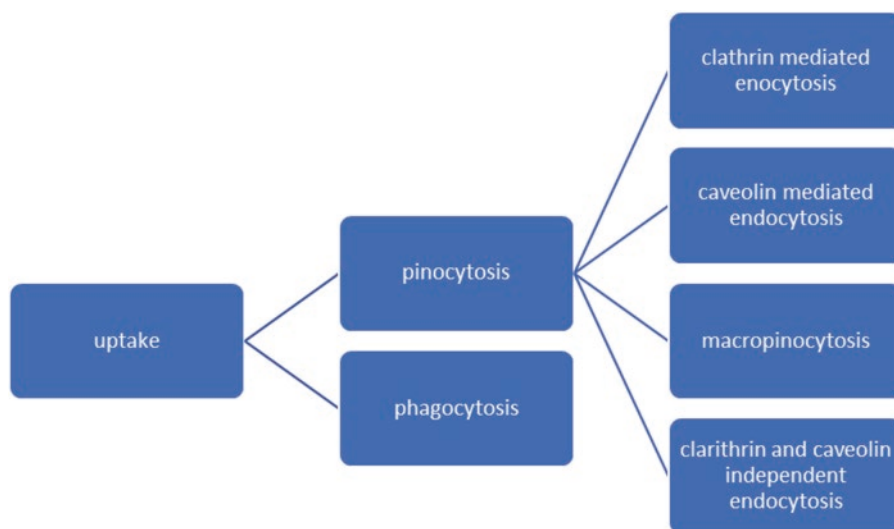 uptake
pinocytosis
phagocytosis
clathrin mediated
enocytosis
caveolin mediated
endocytosis
macropinocytosis
clarithrin and caveolin
independent
endocytosis